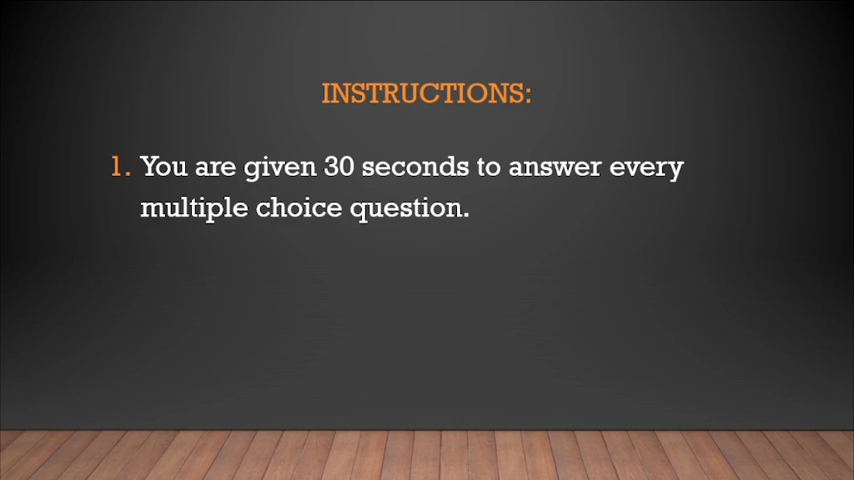 INSTRUCTIONS:
1. You are given 30 seconds to answer every
multiple choice question.